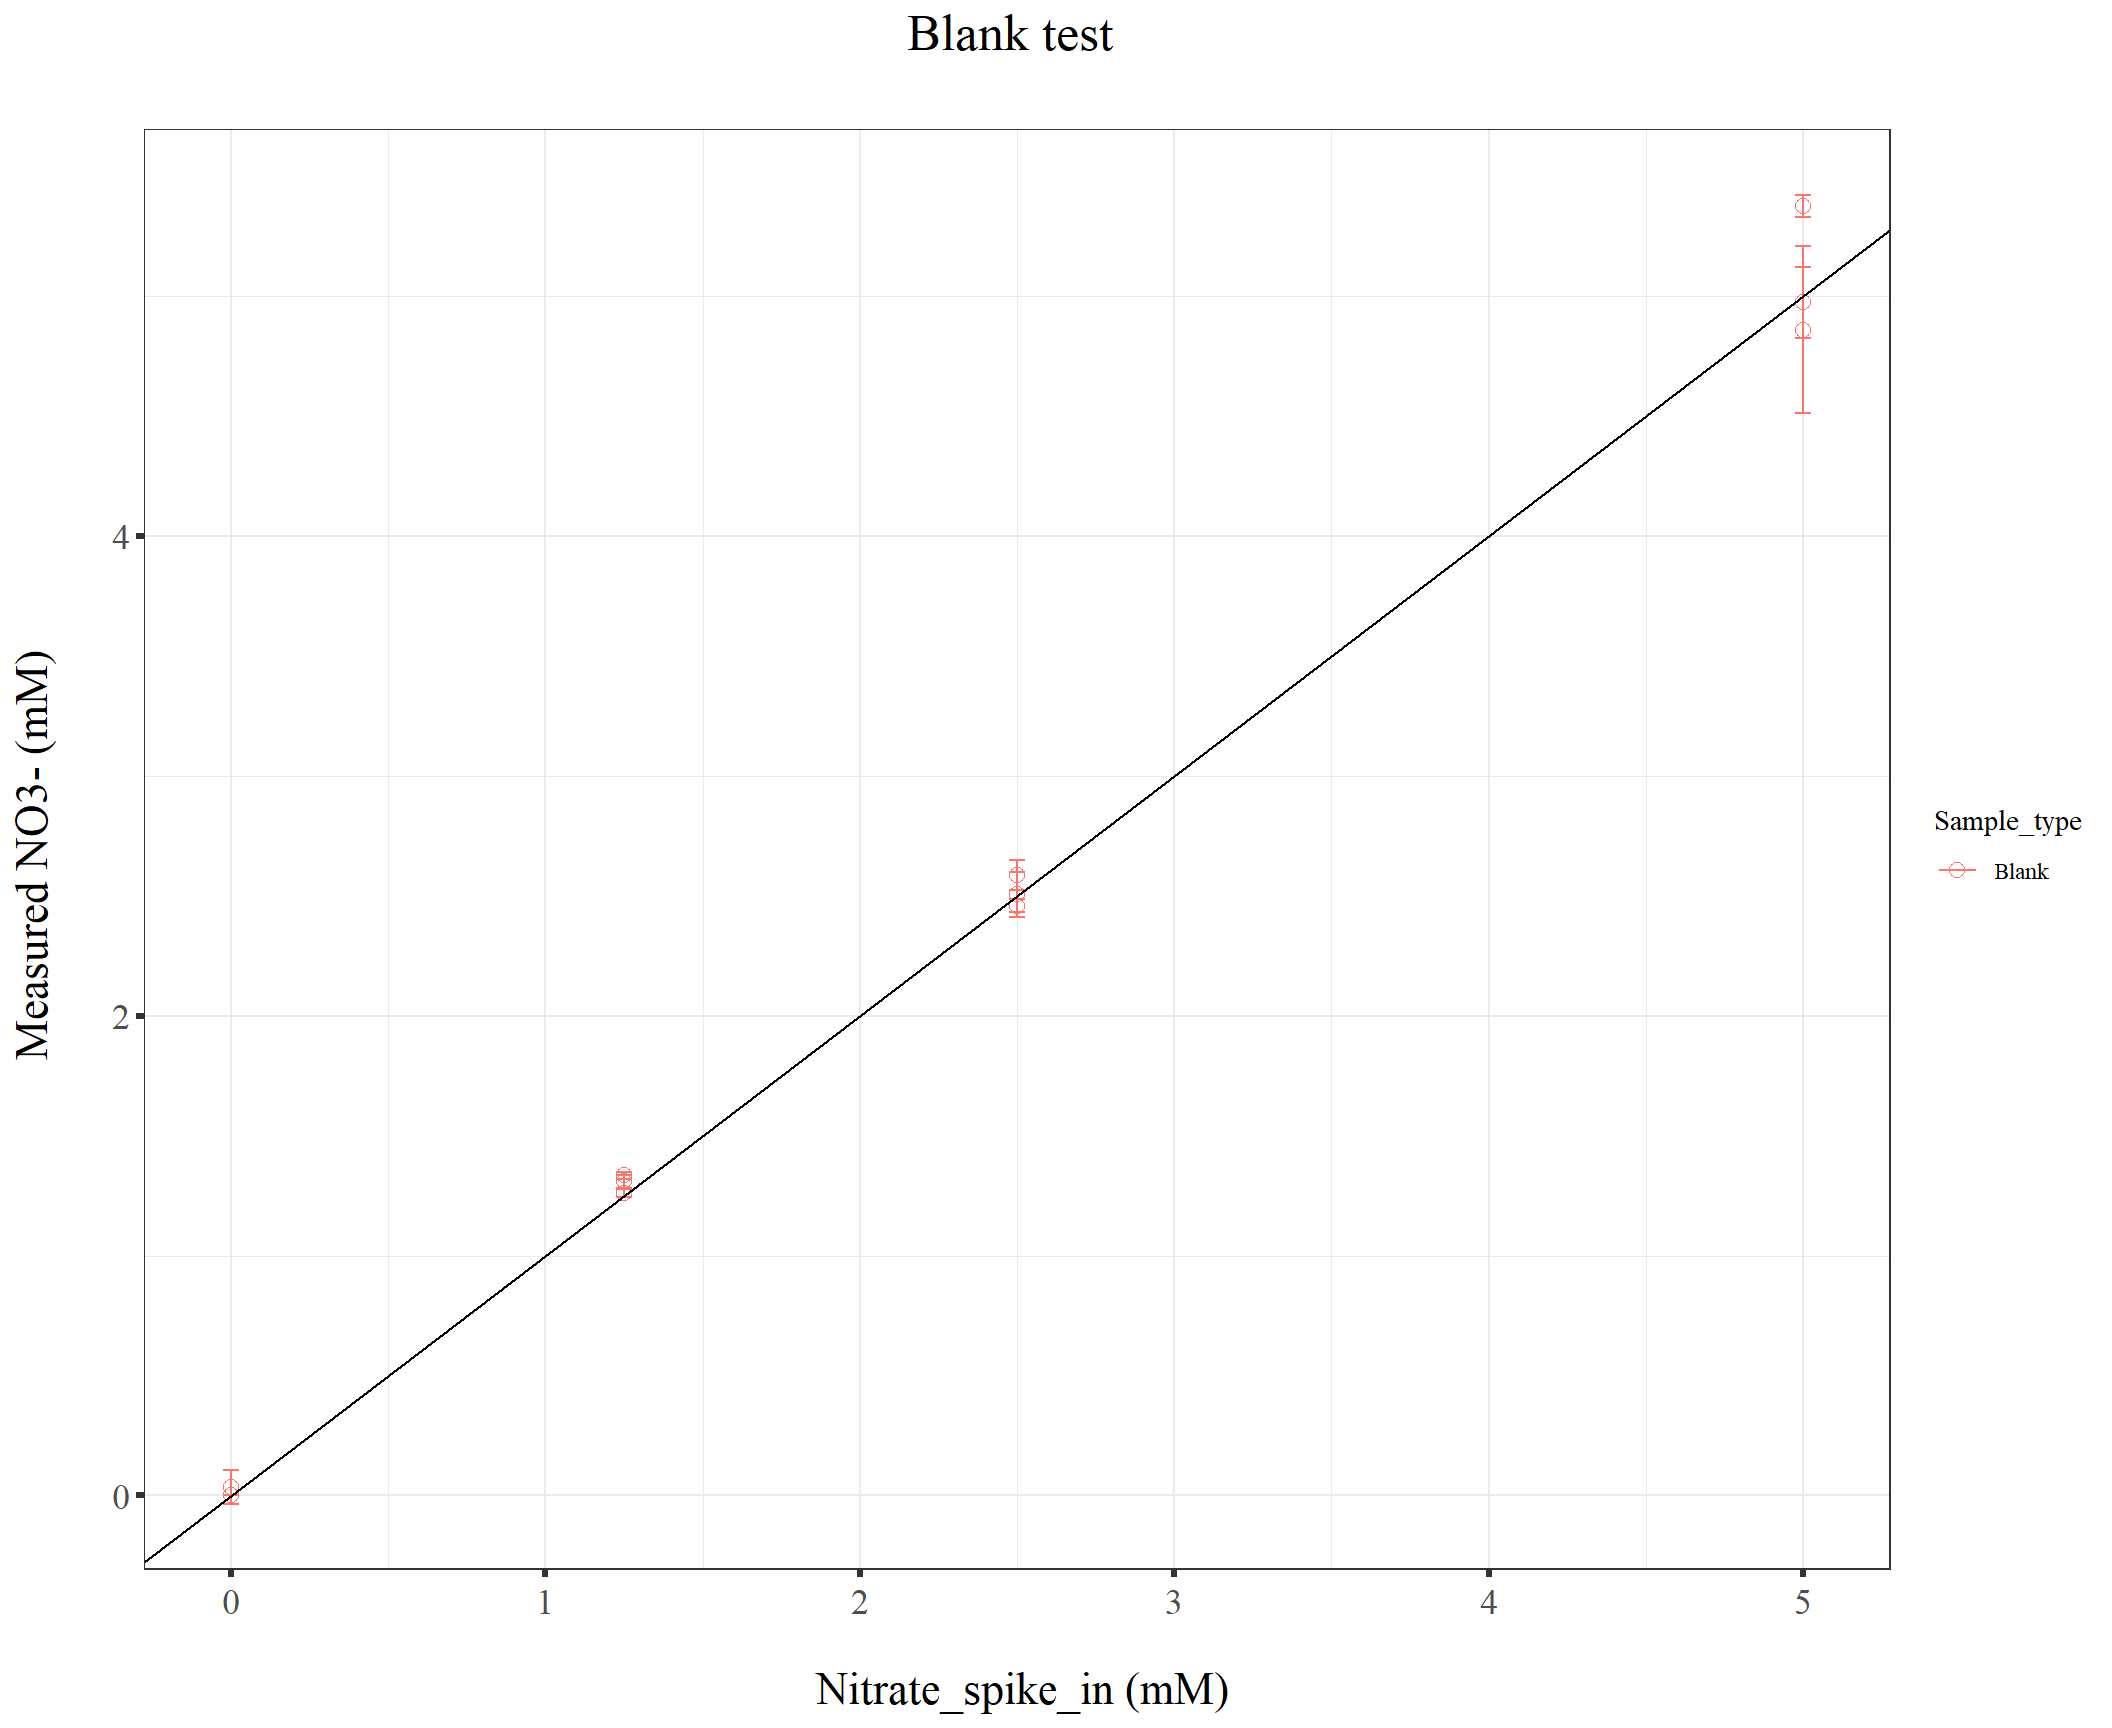 Blank test
Measured NO3- (mM)
4
2
0
0 1 2 3 4 5
Nitrate_spike_in (mM)
Sample_type
Blank